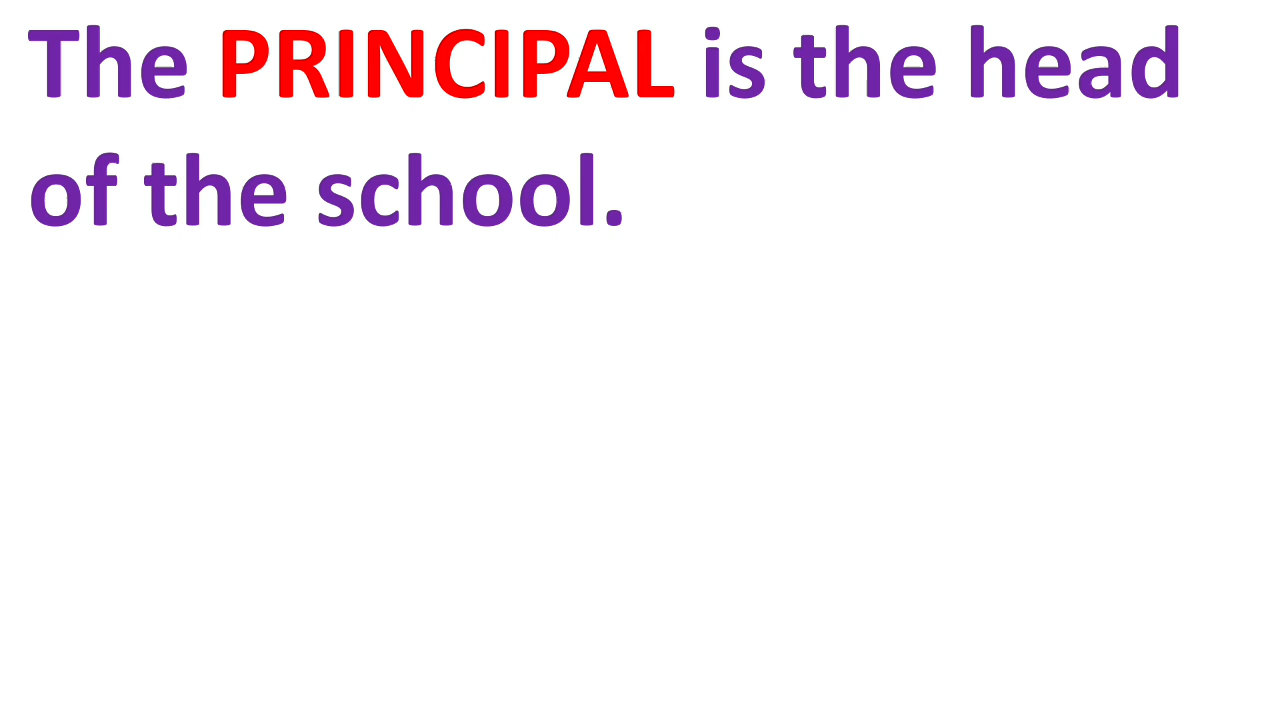 The PRINCIPAL is the head
of the school.